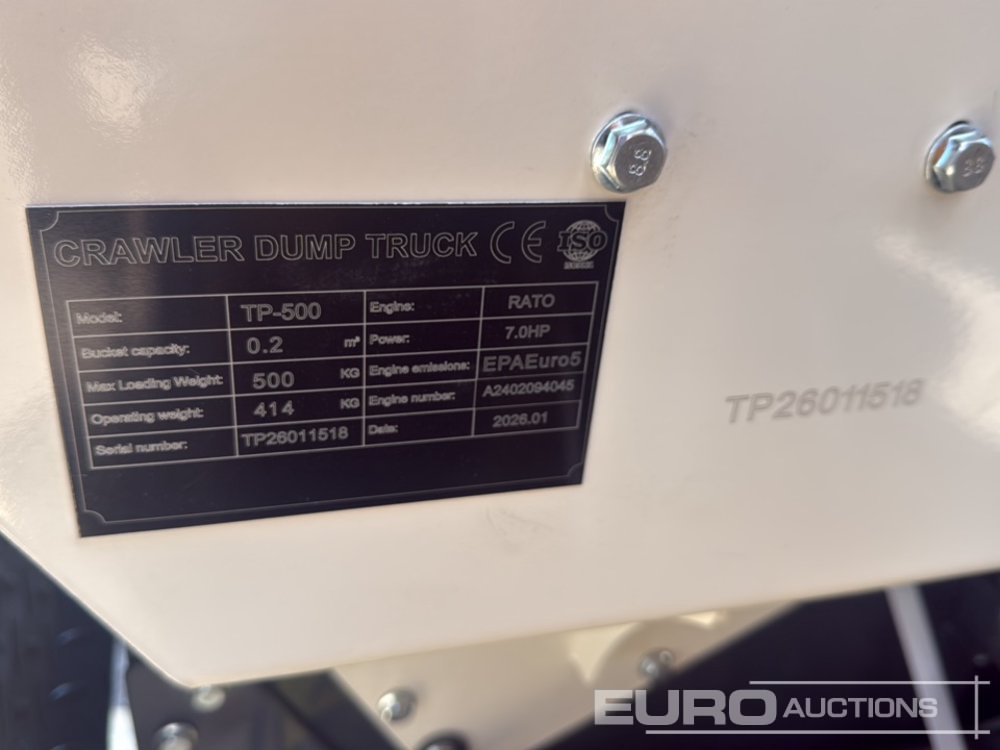 CRAWLER DUMP TRUCK CE ISO
Model: TP-500 Engine: RATO
Bucket capacity: 0.2 m³ Power: 7.0HP
Max Loading Weight: 500 KG Engine emissions: EPAEuro5
Operating weight: 414 KG Engine number: A2402094045
Serial number: TP26011518 Date: 2026.01
TP26011518
8.8
EURO AUCTIONS